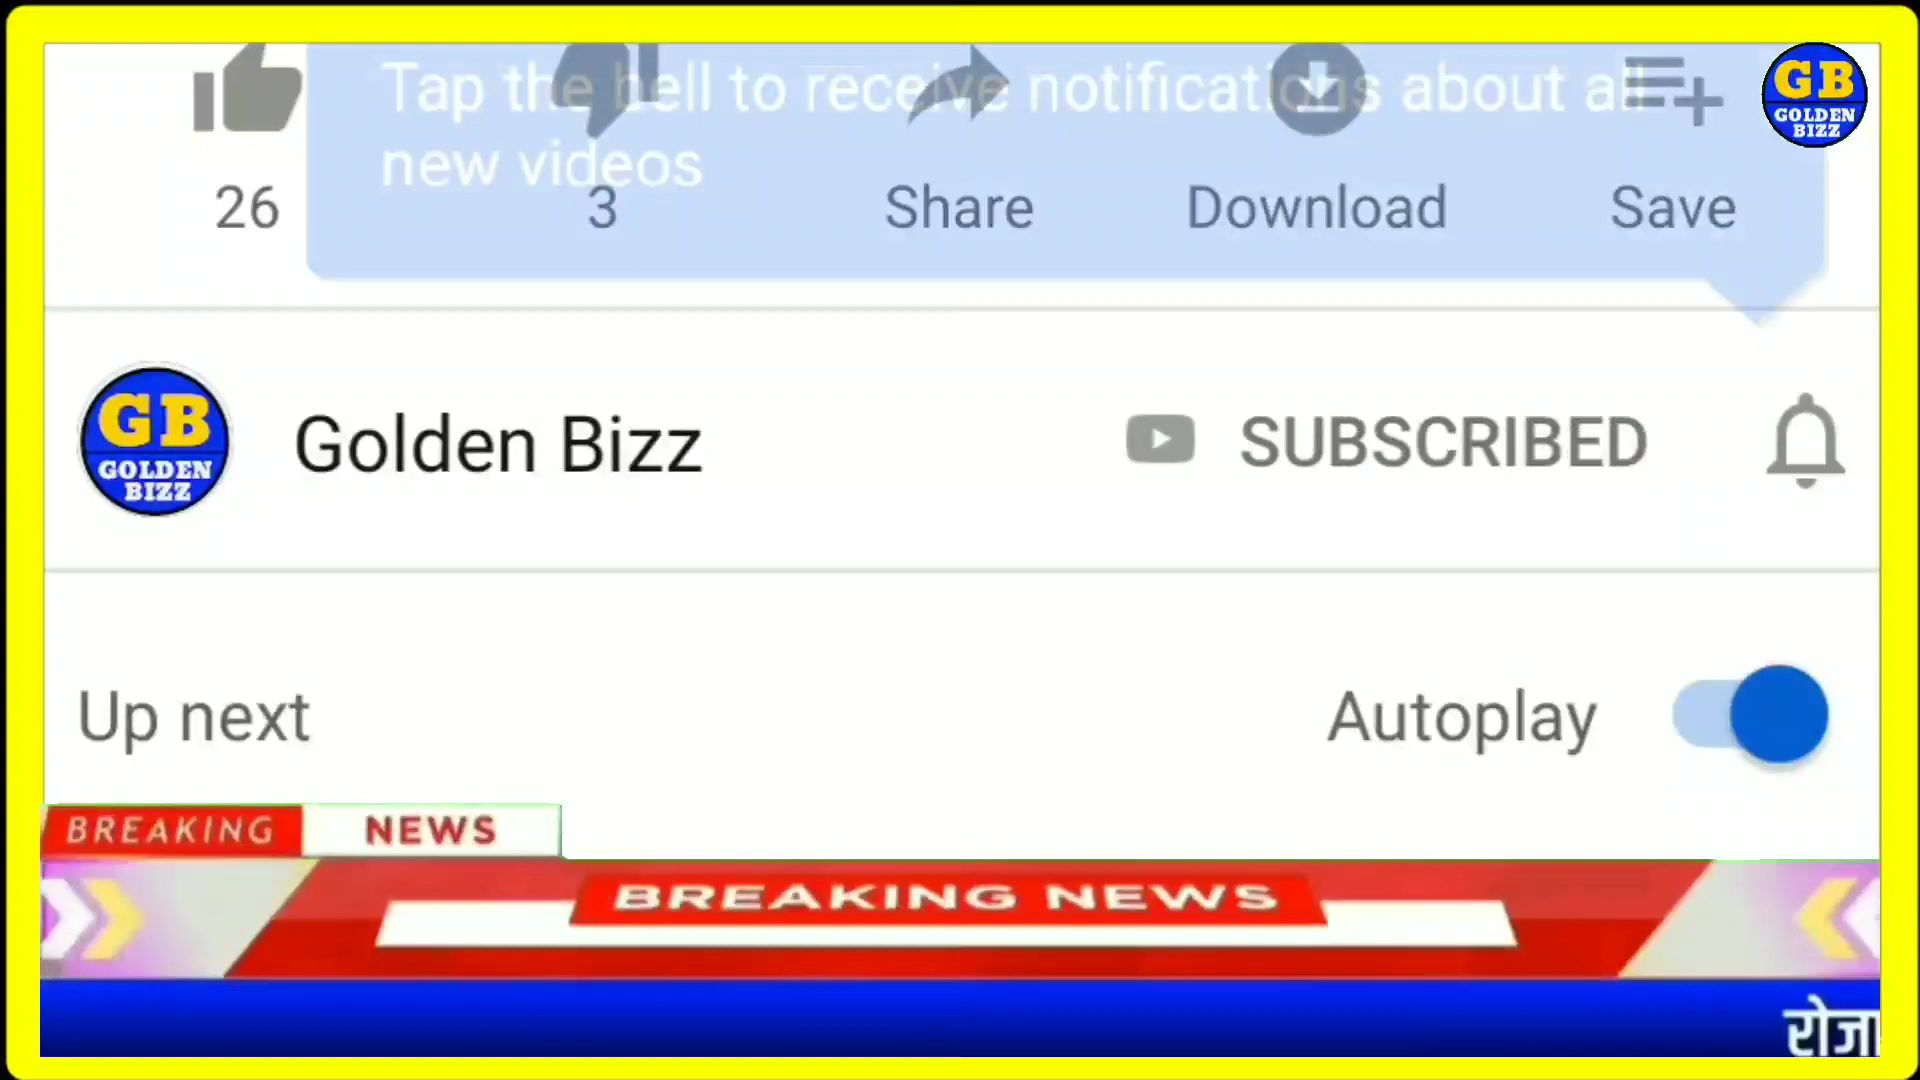 Tap the bell to receive notifications about all
new videos
26
3
Share
Download
Save
GB
GOLDEN
BIZZ
GB
GOLDEN
BIZZ
Golden Bizz
SUBSCRIBED
Up next
Autoplay
BREAKING NEWS
BREAKING NEWS